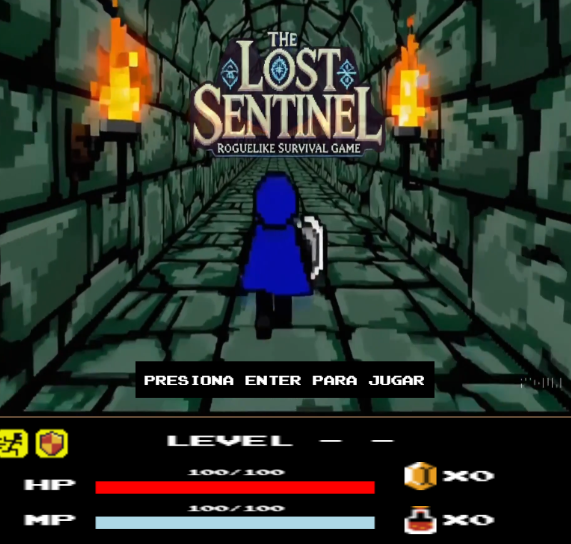 THE
LOST
SENTINEL
ROGUELIKE SURVIVAL GAME
PRESIONA ENTER PARA JUGAR
LEVEL - -
100/100
HP
X0
100/100
MP
X0